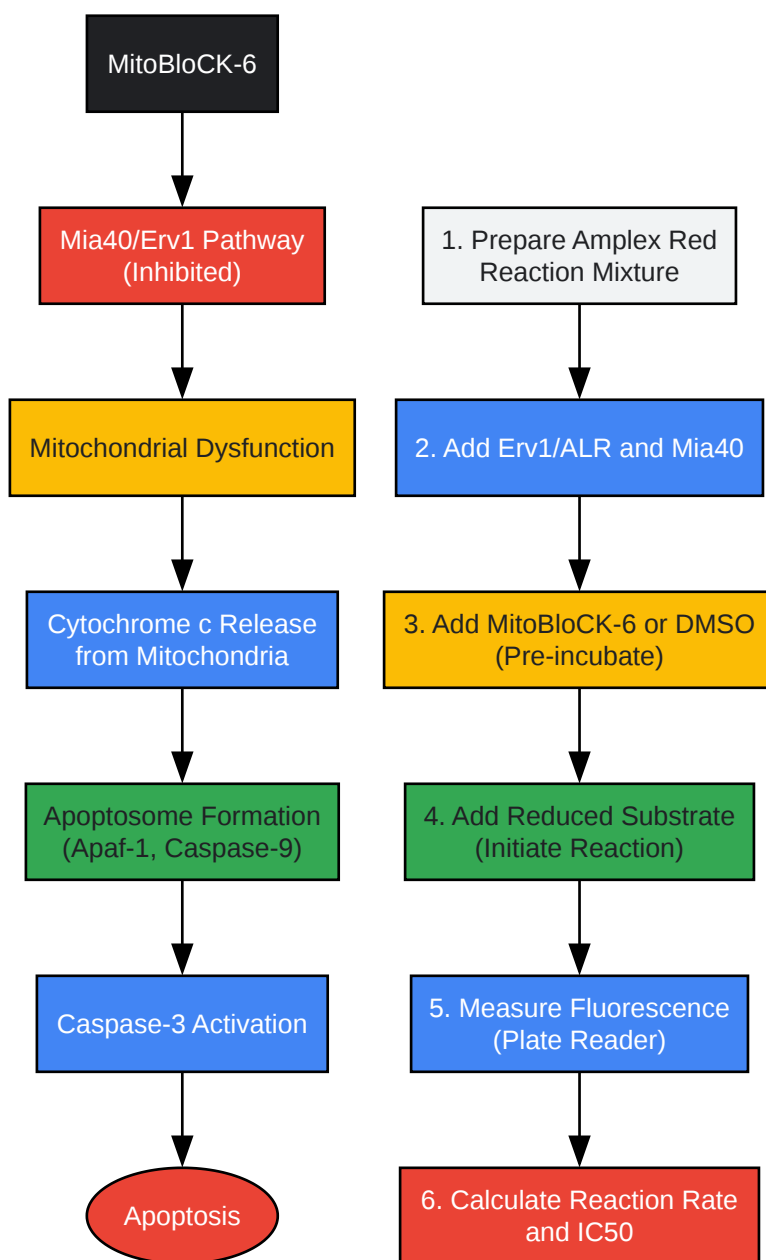 MitoBloCK-6
Mia40/Erv1 Pathway
(Inhibited)
Mitochondrial Dysfunction
Cytochrome c Release
from Mitochondria
Apoptosome Formation
(Apaf-1, Caspase-9)
Caspase-3 Activation
Apoptosis
1. Prepare Amplex Red
Reaction Mixture
2. Add Erv1/ALR and Mia40
3. Add MitoBloCK-6 or DMSO
(Pre-incubate)
4. Add Reduced Substrate
(Initiate Reaction)
5. Measure Fluorescence
(Plate Reader)
6. Calculate Reaction Rate
and IC50